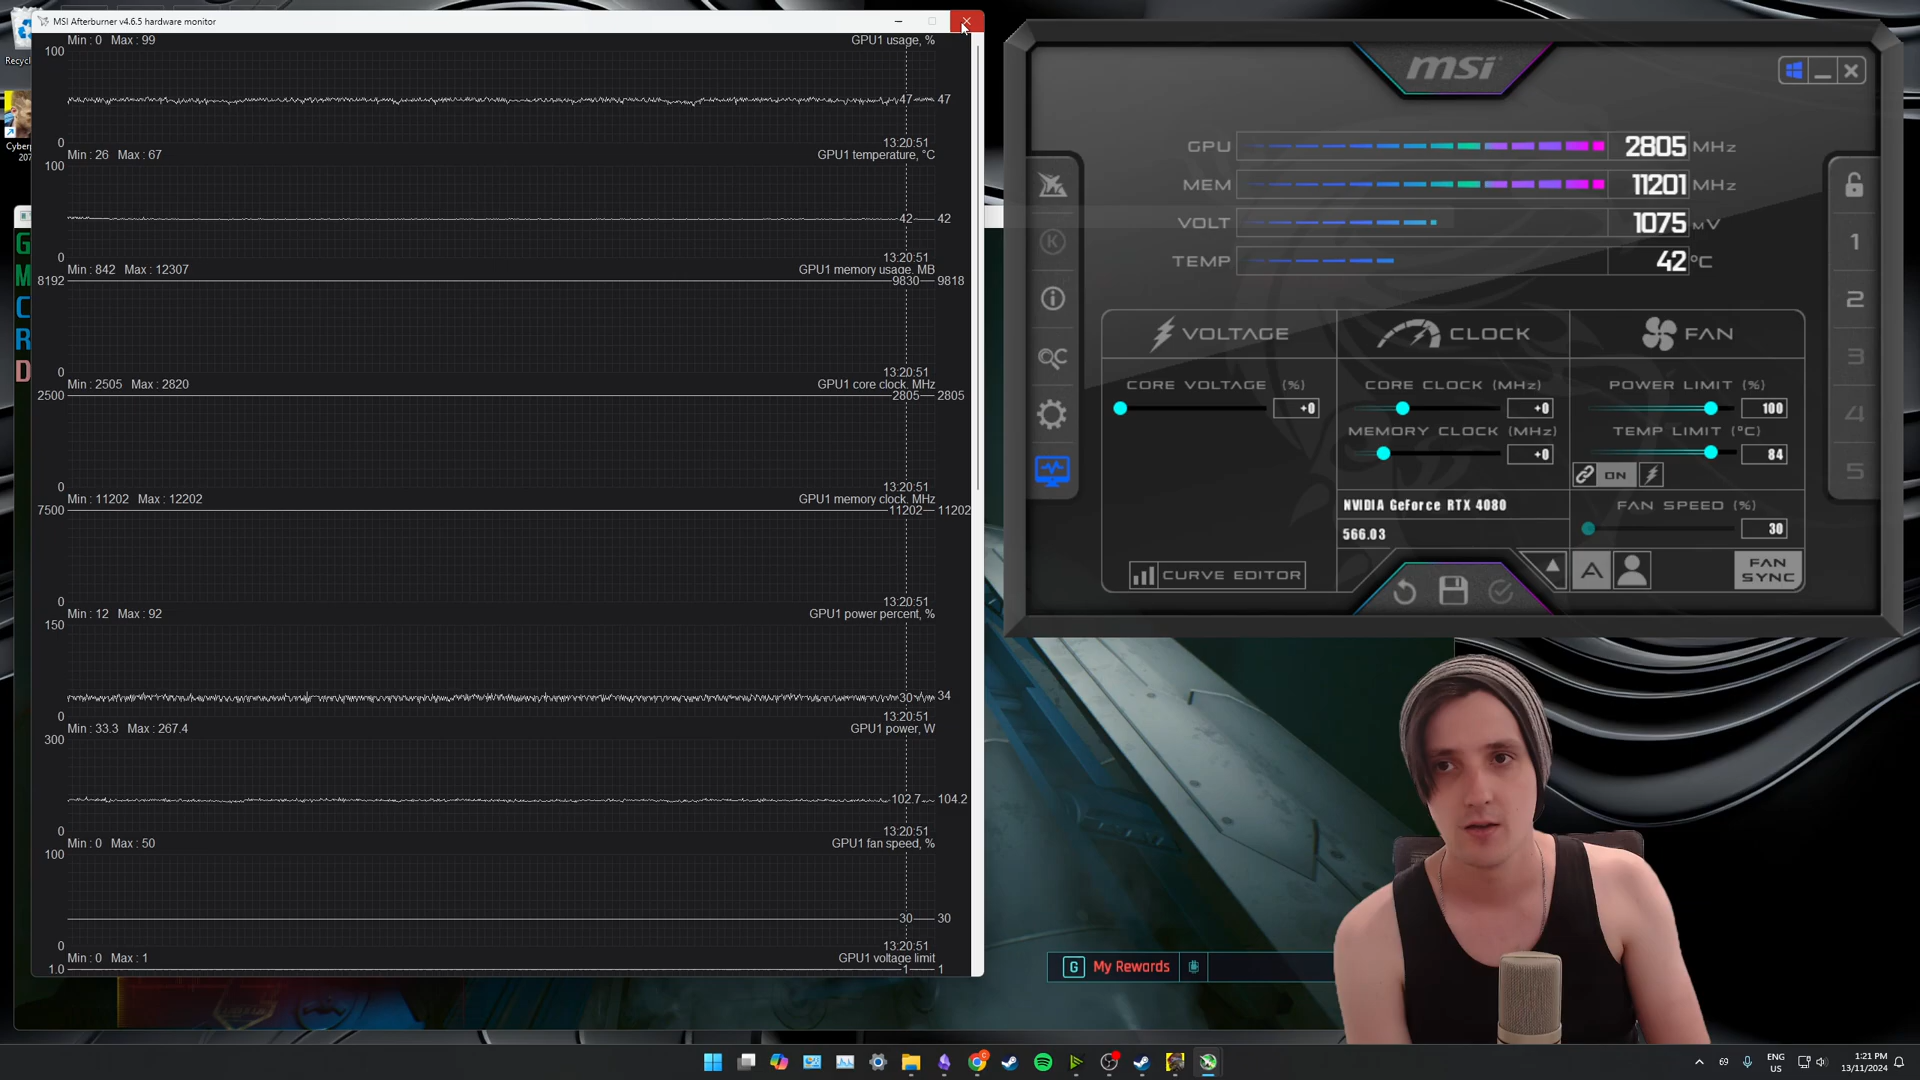 MSI Afterburner v4.6.5 hardware monitor
Min : 0 Max : 99
GPU1 usage, %
100
47
47
0
13:20:51
Min : 26 Max : 67
GPU1 temperature, °C
100
42
42
0
13:20:51
Min : 842 Max : 12307
GPU1 memory usage, MB
8192
9830
9818
0
13:20:51
Min : 2505 Max : 2820
GPU1 core clock, MHz
2500
2805
2805
0
13:20:51
Min : 11202 Max : 12202
GPU1 memory clock, MHz
7500
11202
11202
0
13:20:51
Min : 12 Max : 92
GPU1 power percent, %
150
30
34
0
13:20:51
Min : 33.3 Max : 267.4
GPU1 power, W
300
102.7
104.2
0
13:20:51
Min : 0 Max : 50
GPU1 fan speed, %
100
30
30
0
13:20:51
Min : 0 Max : 1
GPU1 voltage limit
1.0
1
1
Recycl
Cyberp
207
G
M
C
R
D
msi
GPU 2805 MHz
MEM 11201 MHz
VOLT 1075 MV
TEMP 42 °C
K
1
2
3
4
5
VOLTAGE
CORE VOLTAGE (%)
+0
CURVE EDITOR
CLOCK
CORE CLOCK (MHz)
+0
MEMORY CLOCK (MHz)
+0
NVIDIA GeForce RTX 4080
566.03
FAN
POWER LIMIT (%)
100
TEMP LIMIT (°C)
84
ON
FAN SPEED (%)
30
A
FAN
SYNC
G My Rewards
69
ENG
US
1:21 PM
13/11/2024